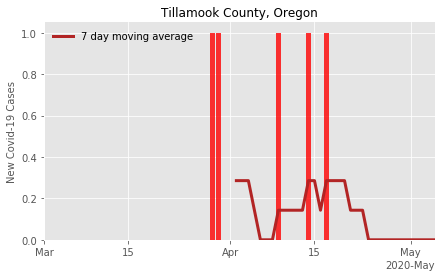 Tillamook County, Oregon
7 day moving average
New Covid-19 Cases
1.0
0.8
0.6
0.4
0.2
0.0
Mar
15
Apr
15
May
2020-May